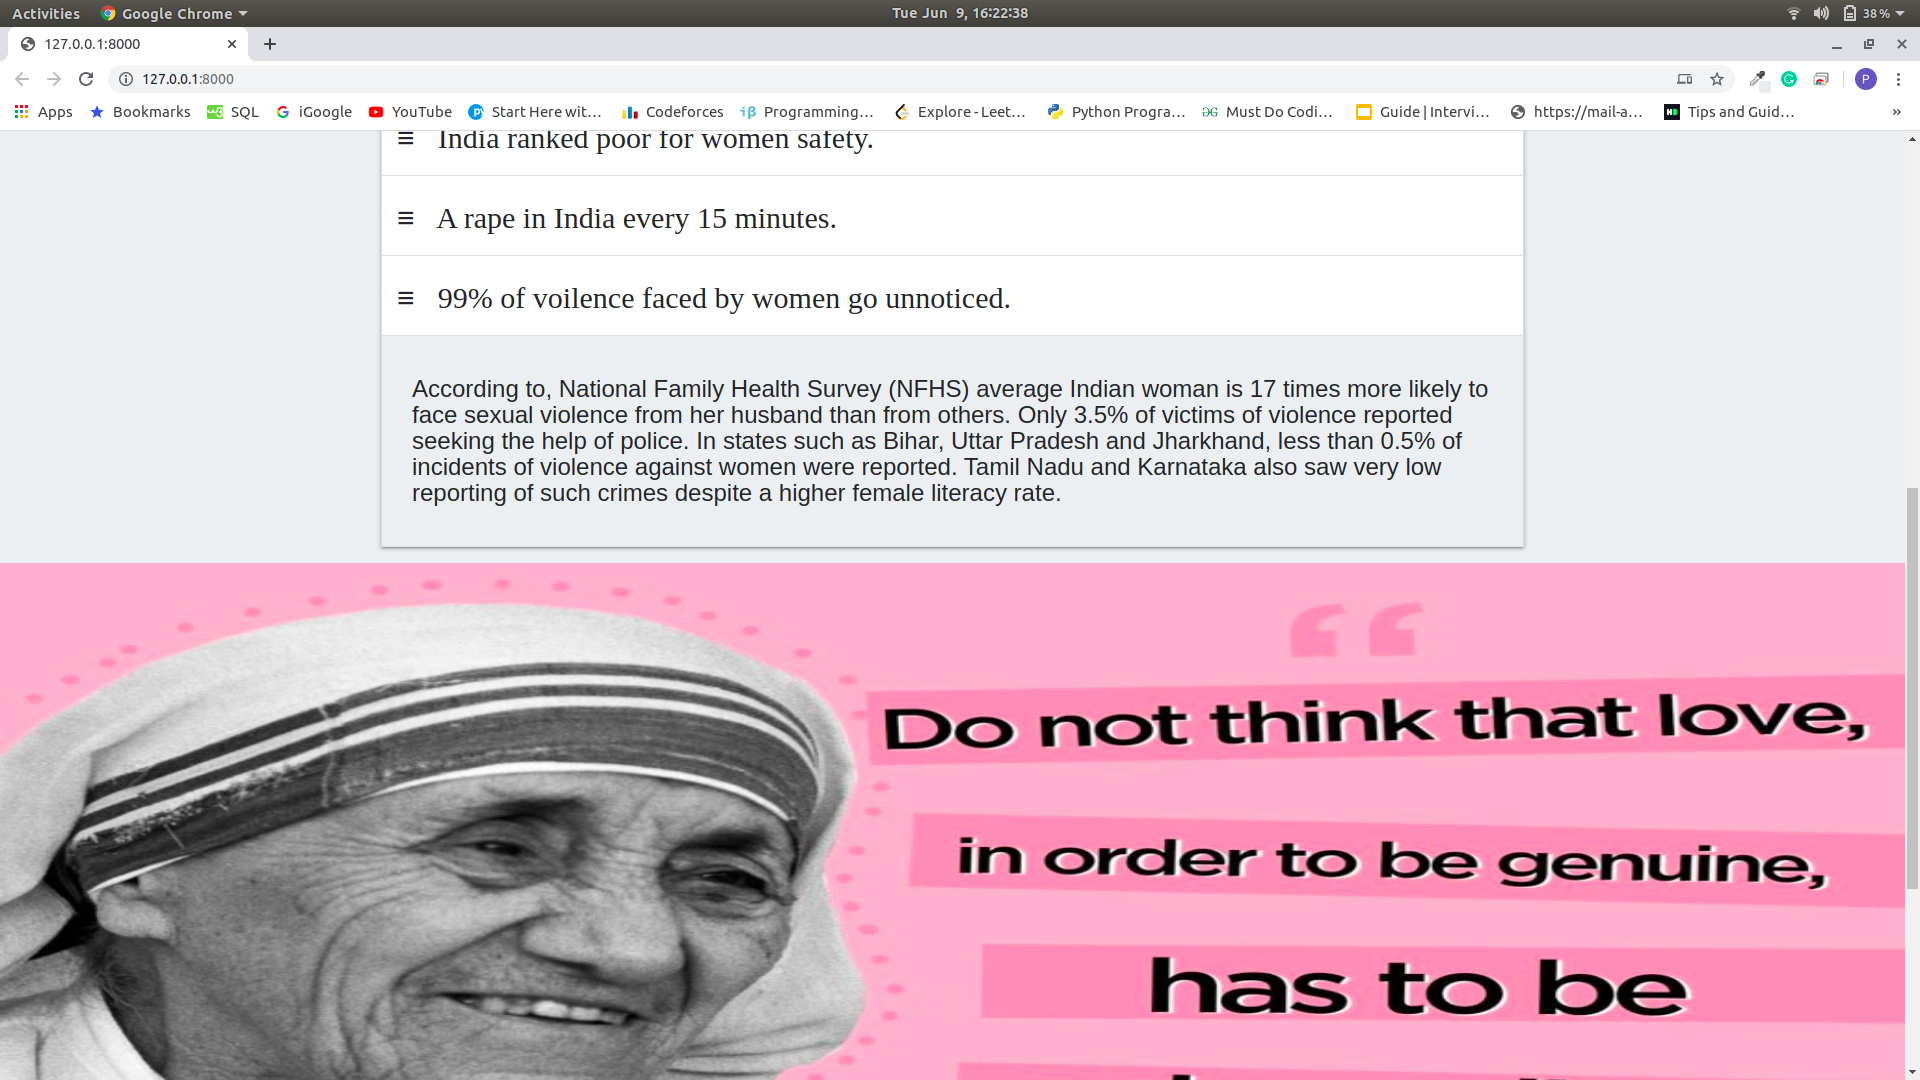 Activities Google Chrome Tue Jun 9, 16:22:38 38%
127.0.0.1:8000
127.0.0.1:8000 P
Apps Bookmarks SQL iGoogle YouTube Start Here wit... Codeforces Programming... Explore - Leet... Python Progra... Must Do Codi... Guide | Intervi... https://mail-a... Tips and Guid... »
India ranked poor for women safety.
A rape in India every 15 minutes.
99% of voilence faced by women go unnoticed.
According to, National Family Health Survey (NFHS) average Indian woman is 17 times more likely to
face sexual violence from her husband than from others. Only 3.5% of victims of violence reported
seeking the help of police. In states such as Bihar, Uttar Pradesh and Jharkhand, less than 0.5% of
incidents of violence against women were reported. Tamil Nadu and Karnataka also saw very low
reporting of such crimes despite a higher female literacy rate.
“
Do not think that love,
in order to be genuine,
has to be